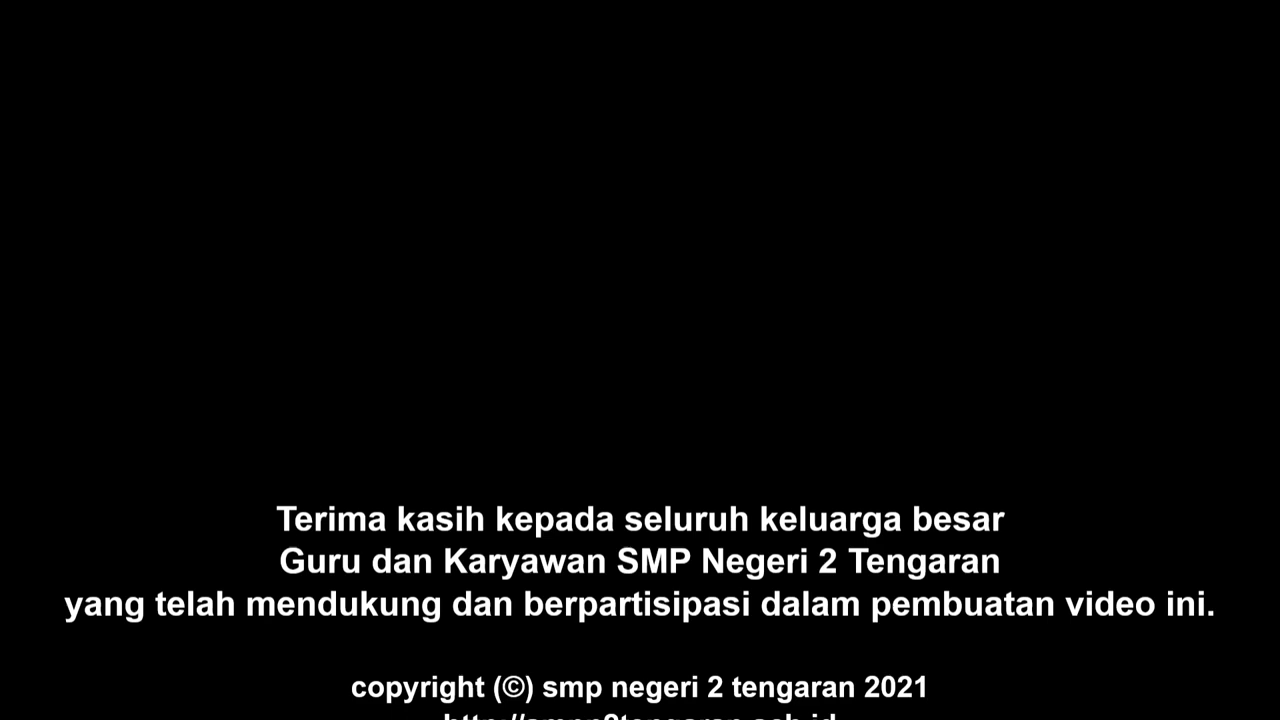 Terima kasih kepada seluruh keluarga besar
Guru dan Karyawan SMP Negeri 2 Tengaran
yang telah mendukung dan berpartisipasi dalam pembuatan video ini.
copyright (©) smp negeri 2 tengaran 2021